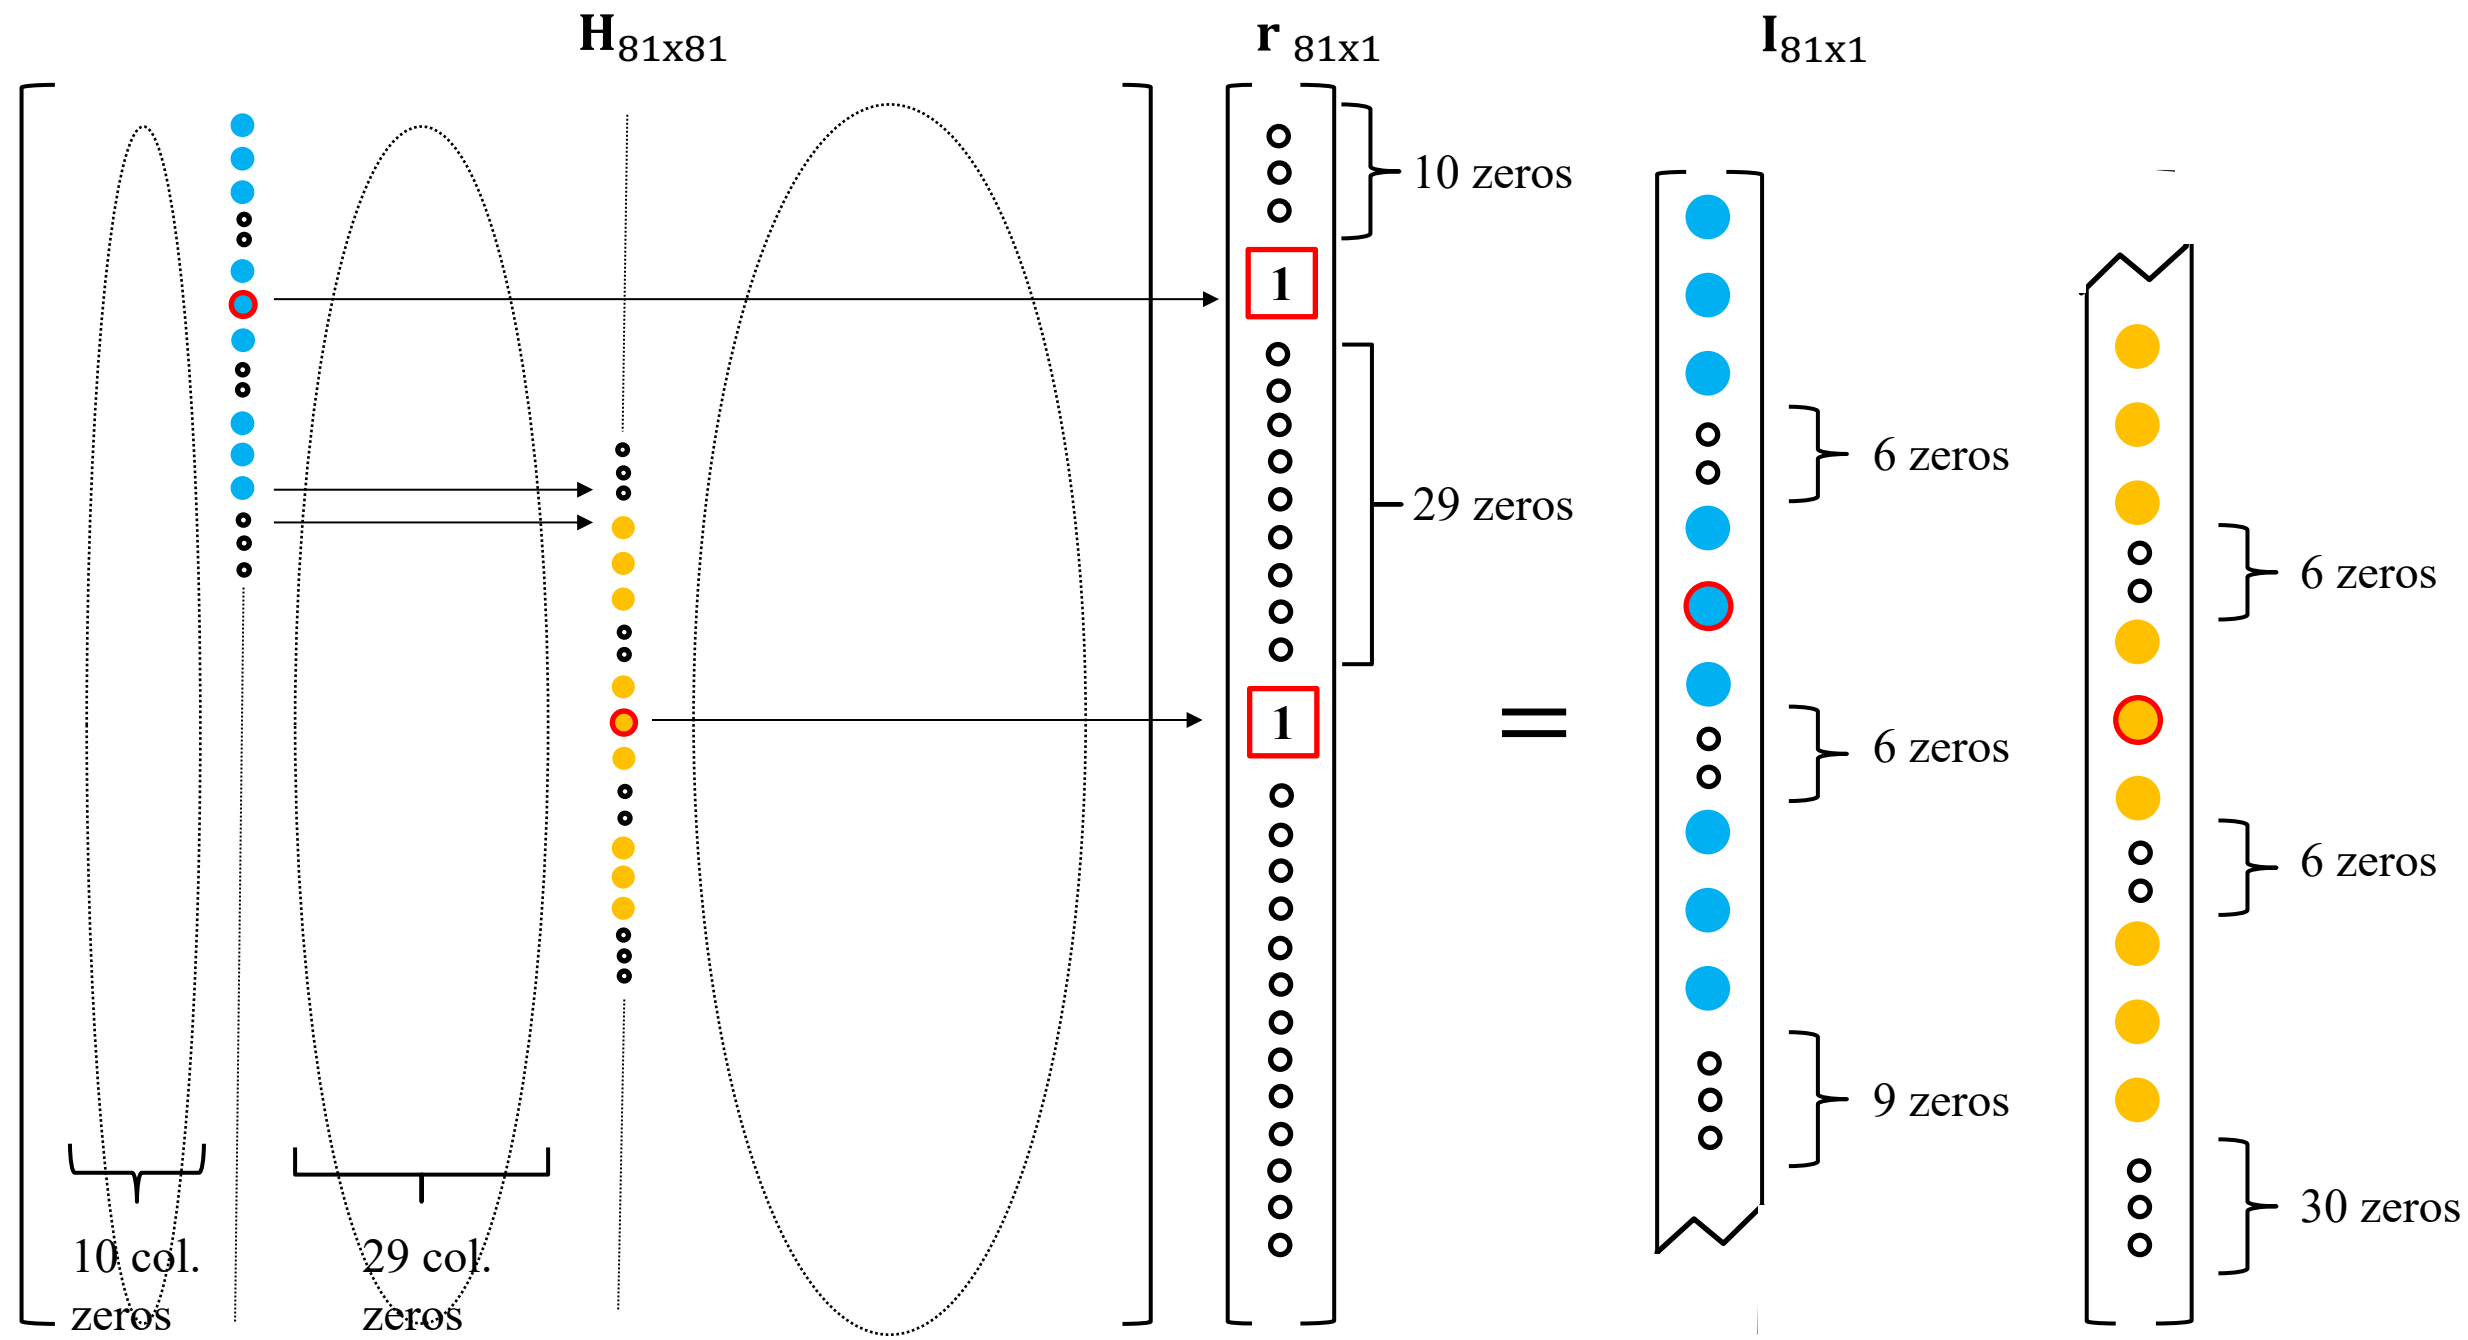 H81x81
r 81x1
I81x1
10 zeros
1
29 zeros
1
=
6 zeros
6 zeros
9 zeros
6 zeros
6 zeros
30 zeros
10 col.
zeros
29 col.
zeros